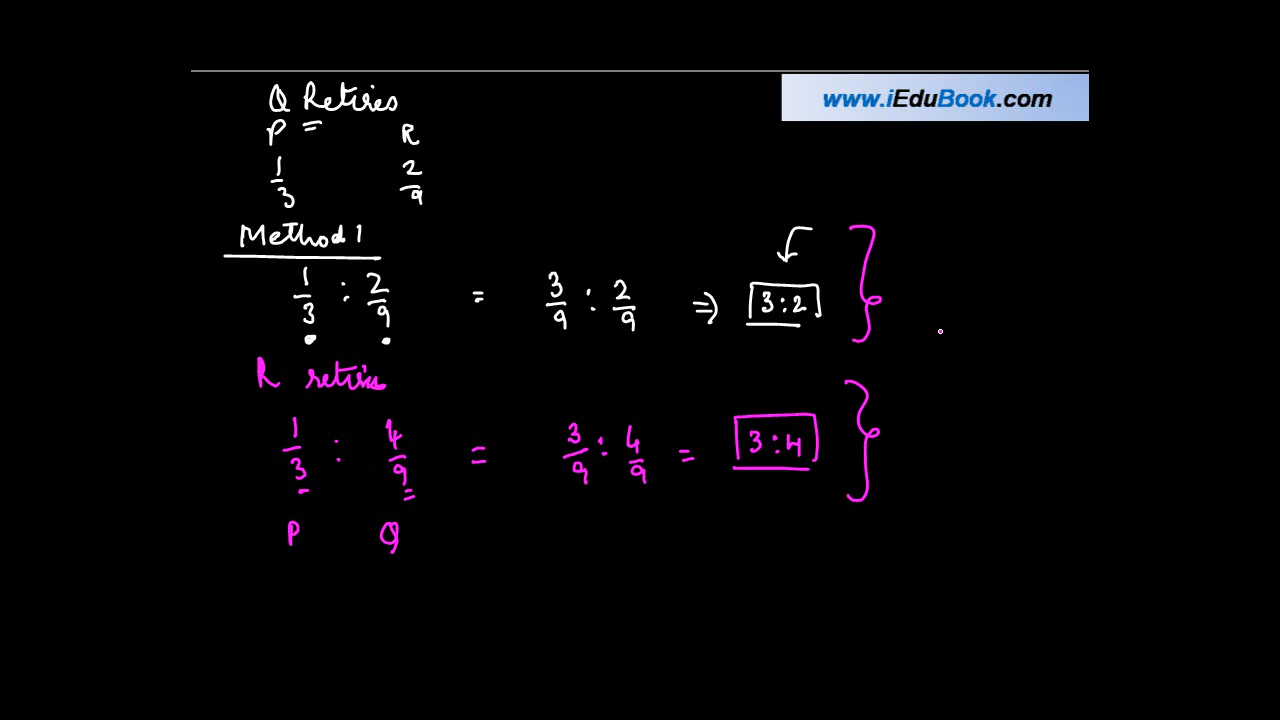 www.iEduBook.com
Q Retires
P R
1/3 2/9
Method 1
1/3 : 2/9 = 3/9 : 2/9 ⇒ 3:2
R retires
1/3 : 4/9 = 3/9 : 4/9 = 3:4
P Q